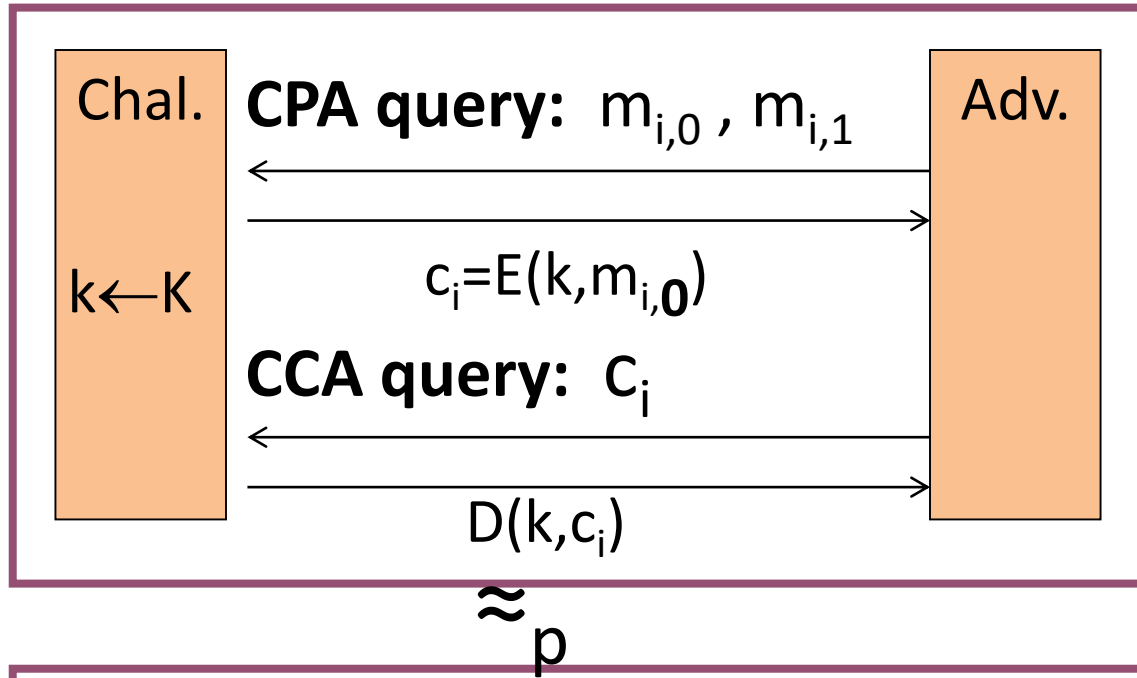 Chal.
CPA query: m_{i,0} , m_{i,1}
Adv.
c_i=E(k,m_{i,0})
k←K
CCA query: c_i
D(k,c_i)
≈_p